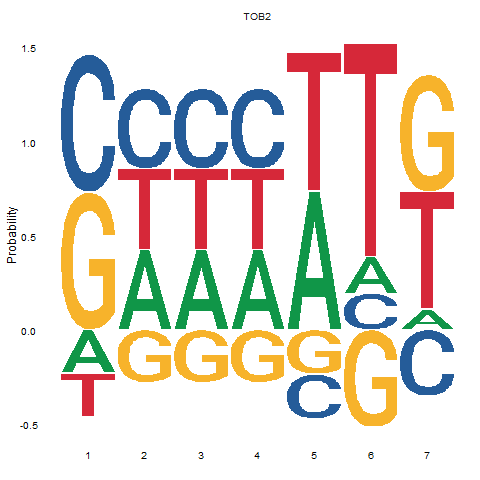 TOB2
Probability
1.5
1.0
0.5
0.0
-0.5
C C C C T T G
G T T T A A T
A A A A G C A
T G G G C G C
1 2 3 4 5 6 7